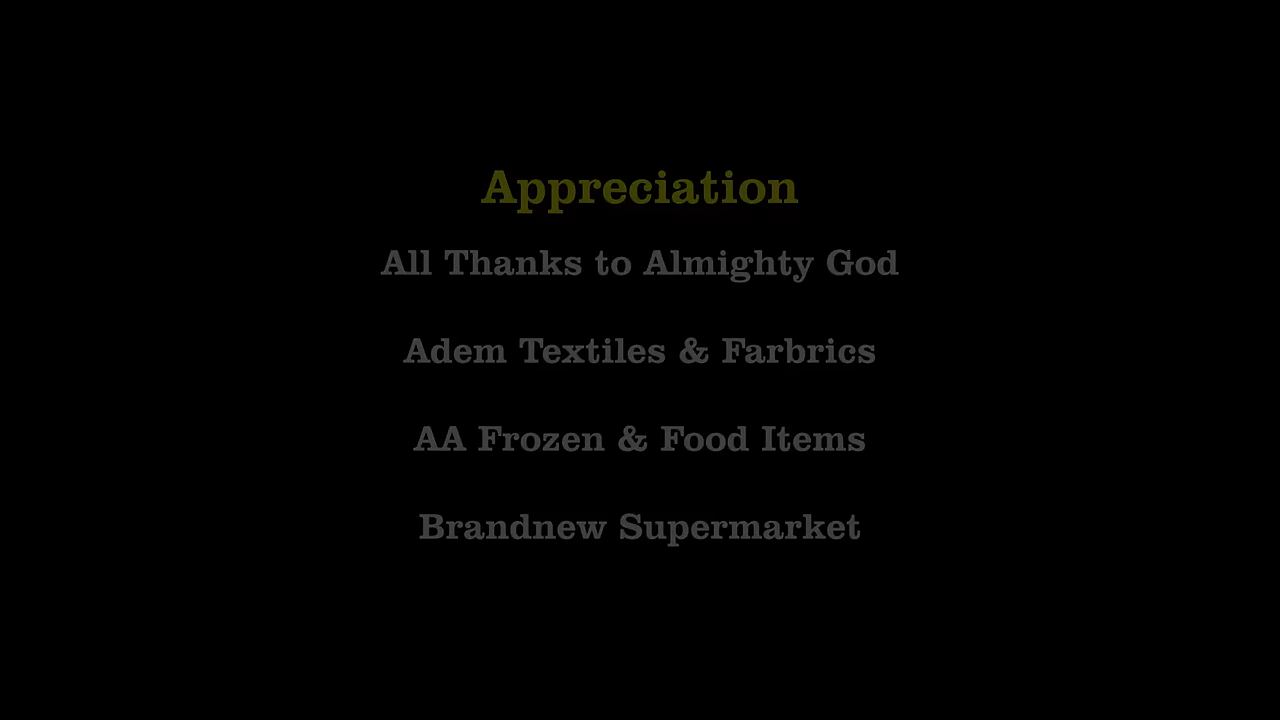 Appreciation
All Thanks to Almighty God
Adem Textiles & Farbrics
AA Frozen & Food Items
Brandnew Supermarket